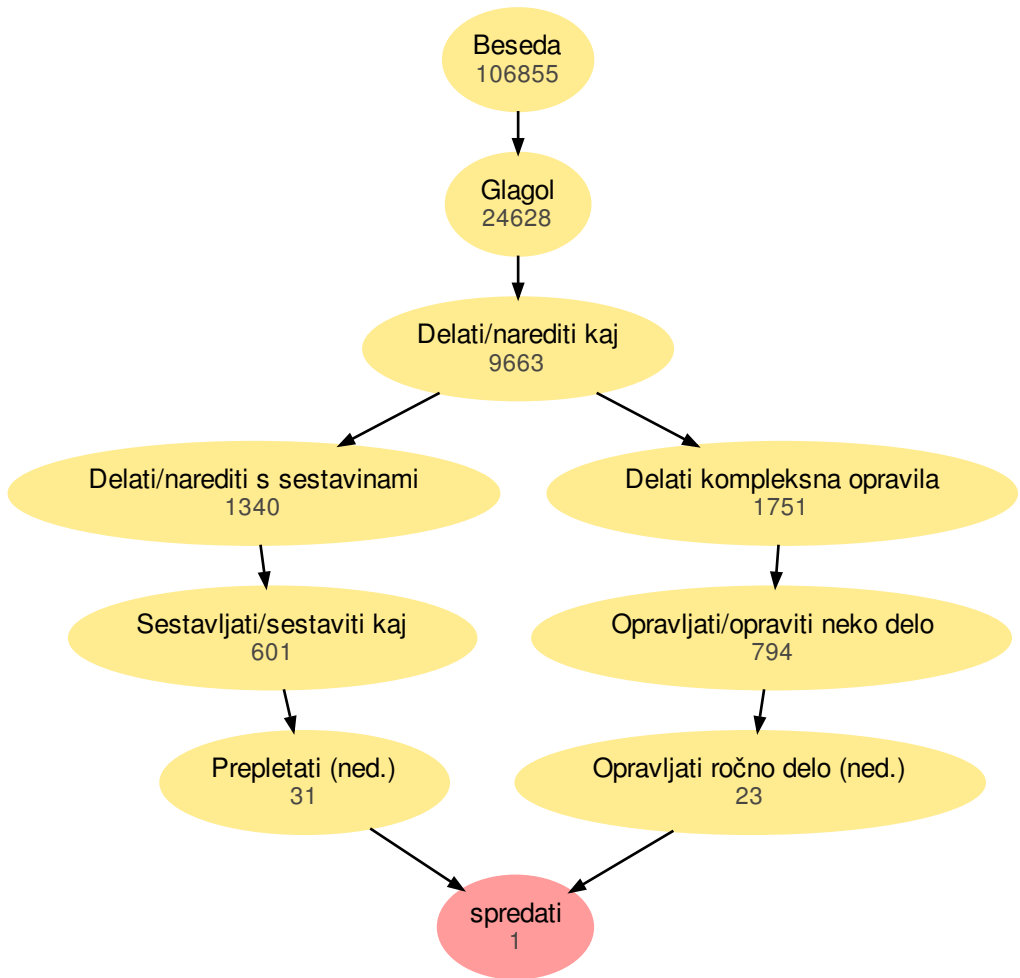 Beseda
106855
Glagol
24628
Delati/narediti kaj
9663
Delati/narediti s sestavinami
1340
Delati kompleksna opravila
1751
Sestavljati/sestaviti kaj
601
Opravljati/opraviti neko delo
794
Prepletati (ned.)
31
Opravljati ročno delo (ned.)
23
spredati
1